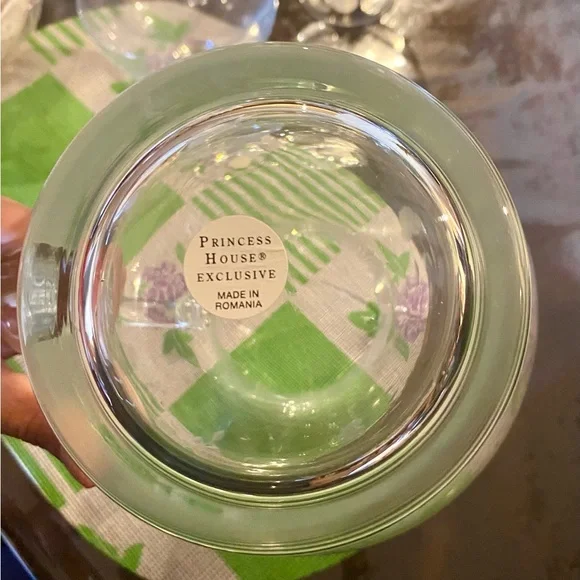 PRINCESS
HOUSE®
EXCLUSIVE
MADE IN
ROMANIA